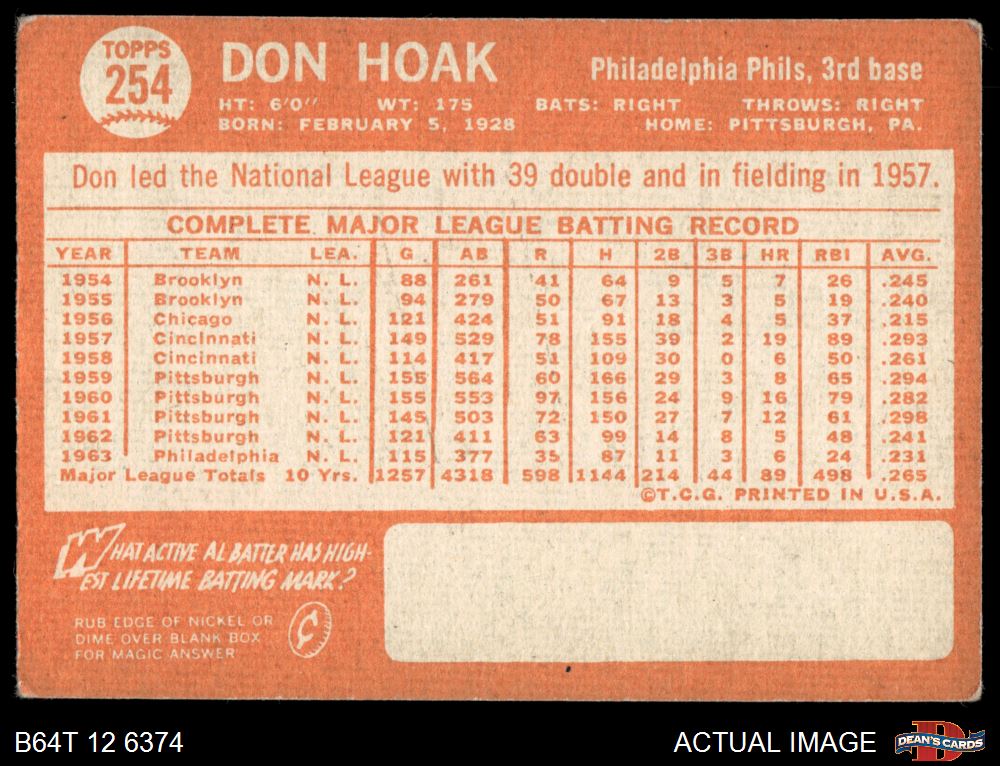 TOPPS
254
DON HOAK
Philadelphia Phils, 3rd base
HT: 6'0" WT: 175 BATS: RIGHT THROWS: RIGHT
BORN: FEBRUARY 5, 1928 HOME: PITTSBURGH, PA.
Don led the National League with 39 double and in fielding in 1957.
COMPLETE MAJOR LEAGUE BATTING RECORD
YEAR TEAM LEA. G AB R H 2B 3B HR RBI AVG.
1954 Brooklyn N. L. 88 261 41 64 9 5 7 26 .245
1955 Brooklyn N. L. 94 279 50 67 13 3 5 19 .240
1956 Chicago N. L. 121 424 51 91 18 4 5 37 .215
1957 Cincinnati N. L. 149 529 78 155 39 2 19 89 .293
1958 Cincinnati N. L. 114 417 51 109 30 0 6 50 .261
1959 Pittsburgh N. L. 155 564 60 166 29 3 8 65 .294
1960 Pittsburgh N. L. 155 553 97 156 24 9 16 79 .282
1961 Pittsburgh N. L. 145 503 72 150 27 7 12 61 .298
1962 Pittsburgh N. L. 121 411 63 99 14 8 5 48 .241
1963 Philadelphia N. L. 115 377 35 87 11 3 6 24 .231
Major League Totals 10 Yrs. 1257 4318 598 1144 214 44 89 498 .265
©T.C.G. PRINTED IN U.S.A.
WHAT ACTIVE AL BATTER HAS HIGH-
EST LIFETIME BATTING MARK?
RUB EDGE OF NICKEL OR
DIME OVER BLANK BOX
FOR MAGIC ANSWER
¢
B64T 12 6374
ACTUAL IMAGE
D
DEAN'S CARDS